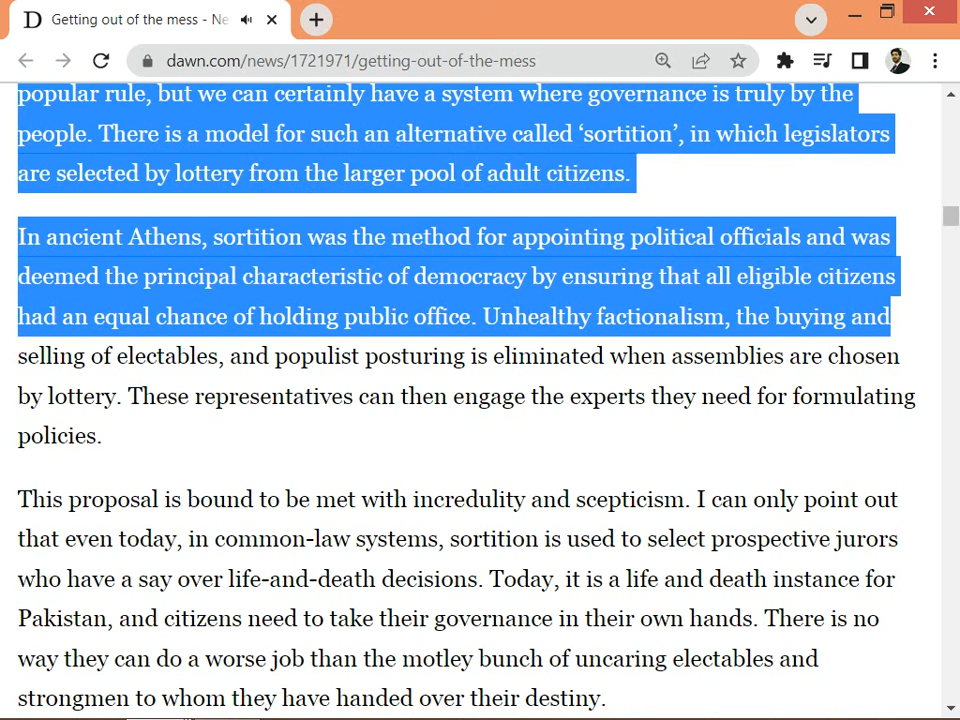 D Getting out of the mess - Ne
dawn.com/news/1721971/getting-out-of-the-mess
popular rule, but we can certainly have a system where governance is truly by the
people. There is a model for such an alternative called ‘sortition’, in which legislators
are selected by lottery from the larger pool of adult citizens.
In ancient Athens, sortition was the method for appointing political officials and was
deemed the principal characteristic of democracy by ensuring that all eligible citizens
had an equal chance of holding public office. Unhealthy factionalism, the buying and
selling of electables, and populist posturing is eliminated when assemblies are chosen
by lottery. These representatives can then engage the experts they need for formulating
policies.
This proposal is bound to be met with incredulity and scepticism. I can only point out
that even today, in common-law systems, sortition is used to select prospective jurors
who have a say over life-and-death decisions. Today, it is a life and death instance for
Pakistan, and citizens need to take their governance in their own hands. There is no
way they can do a worse job than the motley bunch of uncaring electables and
strongmen to whom they have handed over their destiny.